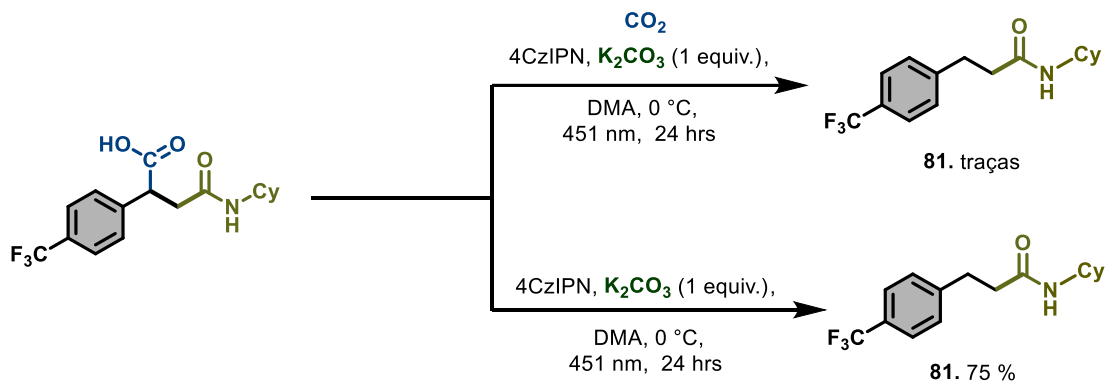 CO₂
4CzIPN, K₂CO₃ (1 equiv.),
DMA, 0 °C,
451 nm, 24 hrs
O
N
H
Cy
F₃C
81. traças
HO
C
O
O
N
H
Cy
F₃C
4CzIPN, K₂CO₃ (1 equiv.),
DMA, 0 °C,
451 nm, 24 hrs
O
N
H
Cy
F₃C
81. 75 %